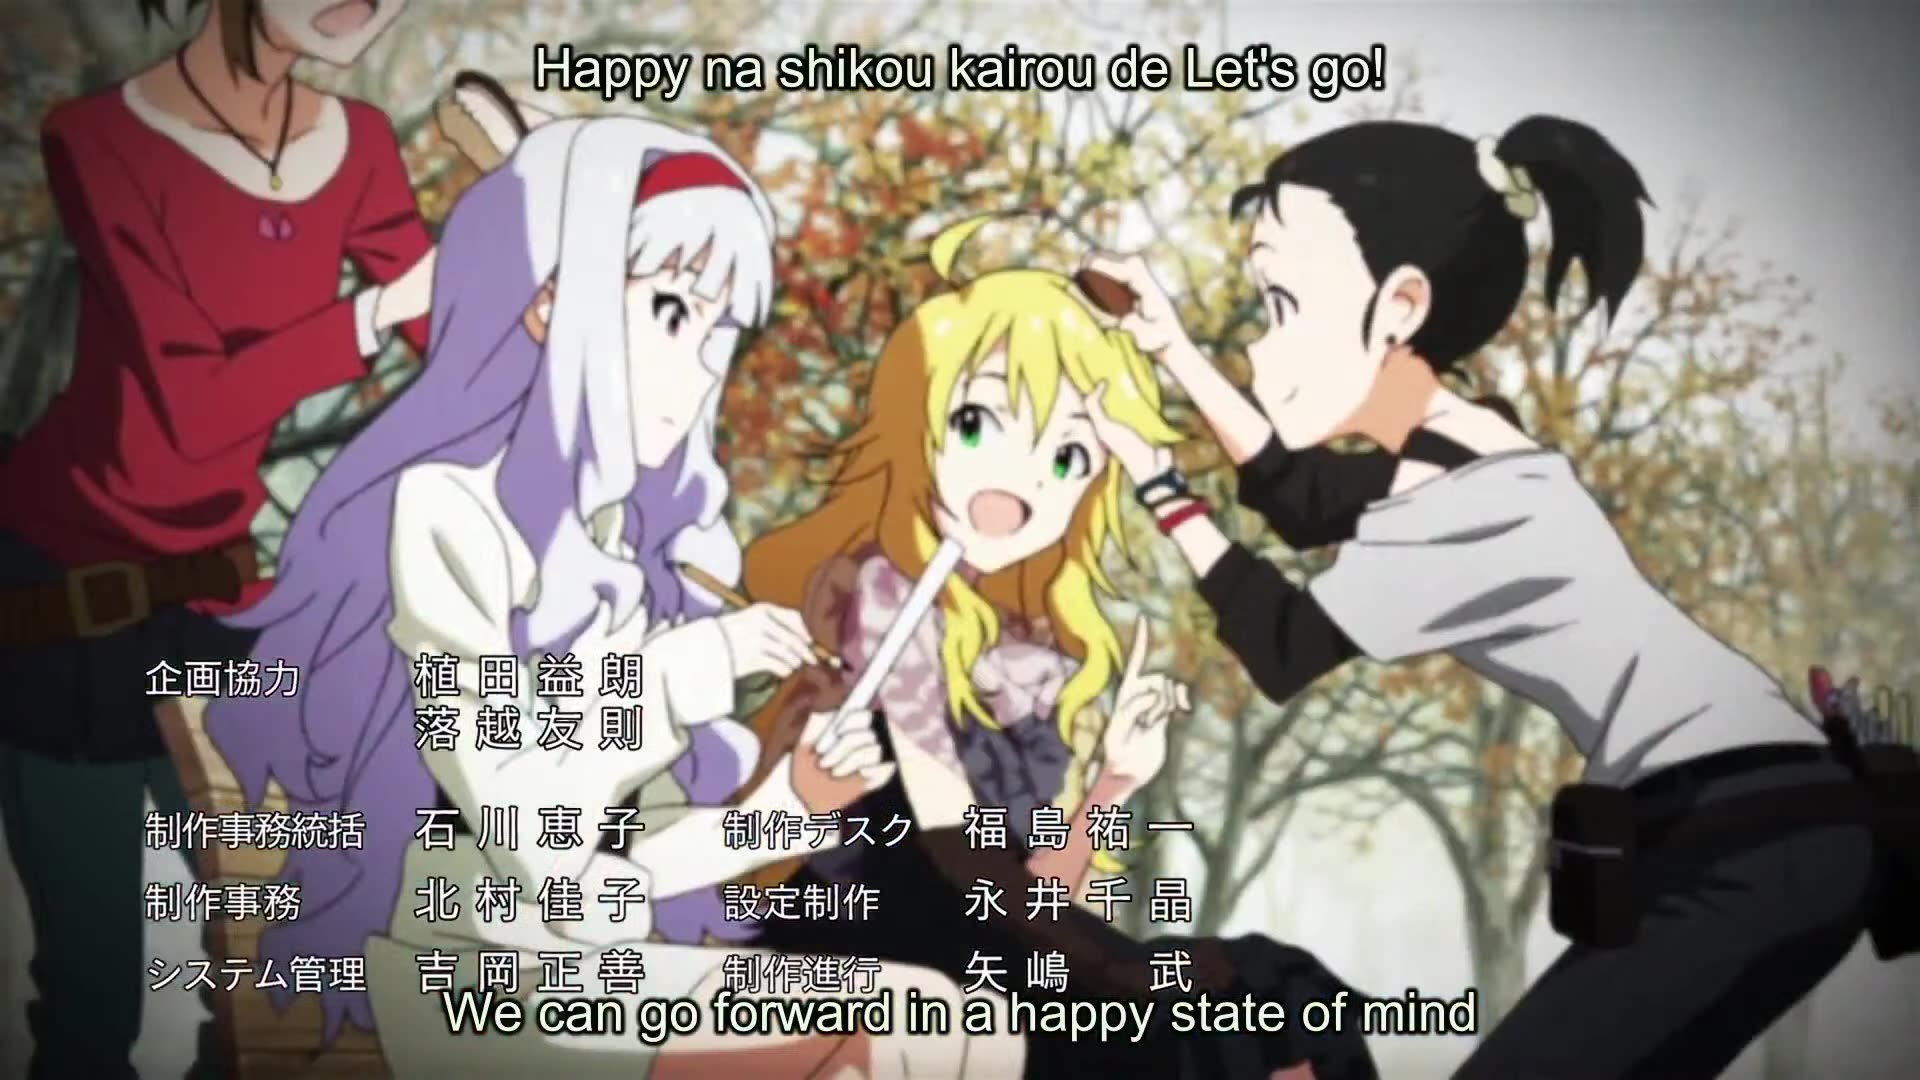 Happy na shikou kairou de Let's go!
企画協力 植田益朗
落越友則
制作事務統括 石川恵子 制作デスク 福島祐一
制作事務 北村佳子 設定制作 永井千晶
システム管理 吉岡正善 制作進行 矢嶋 武
We can go forward in a happy state of mind